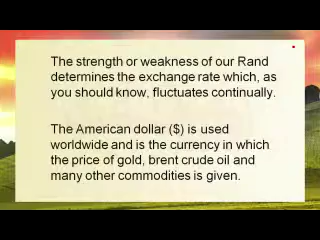 The strength or weakness of our Rand
determines the exchange rate which, as
you should know, fluctuates continually.
The American dollar ($) is used
worldwide and is the currency in which
the price of gold, brent crude oil and
many other commodities is given.